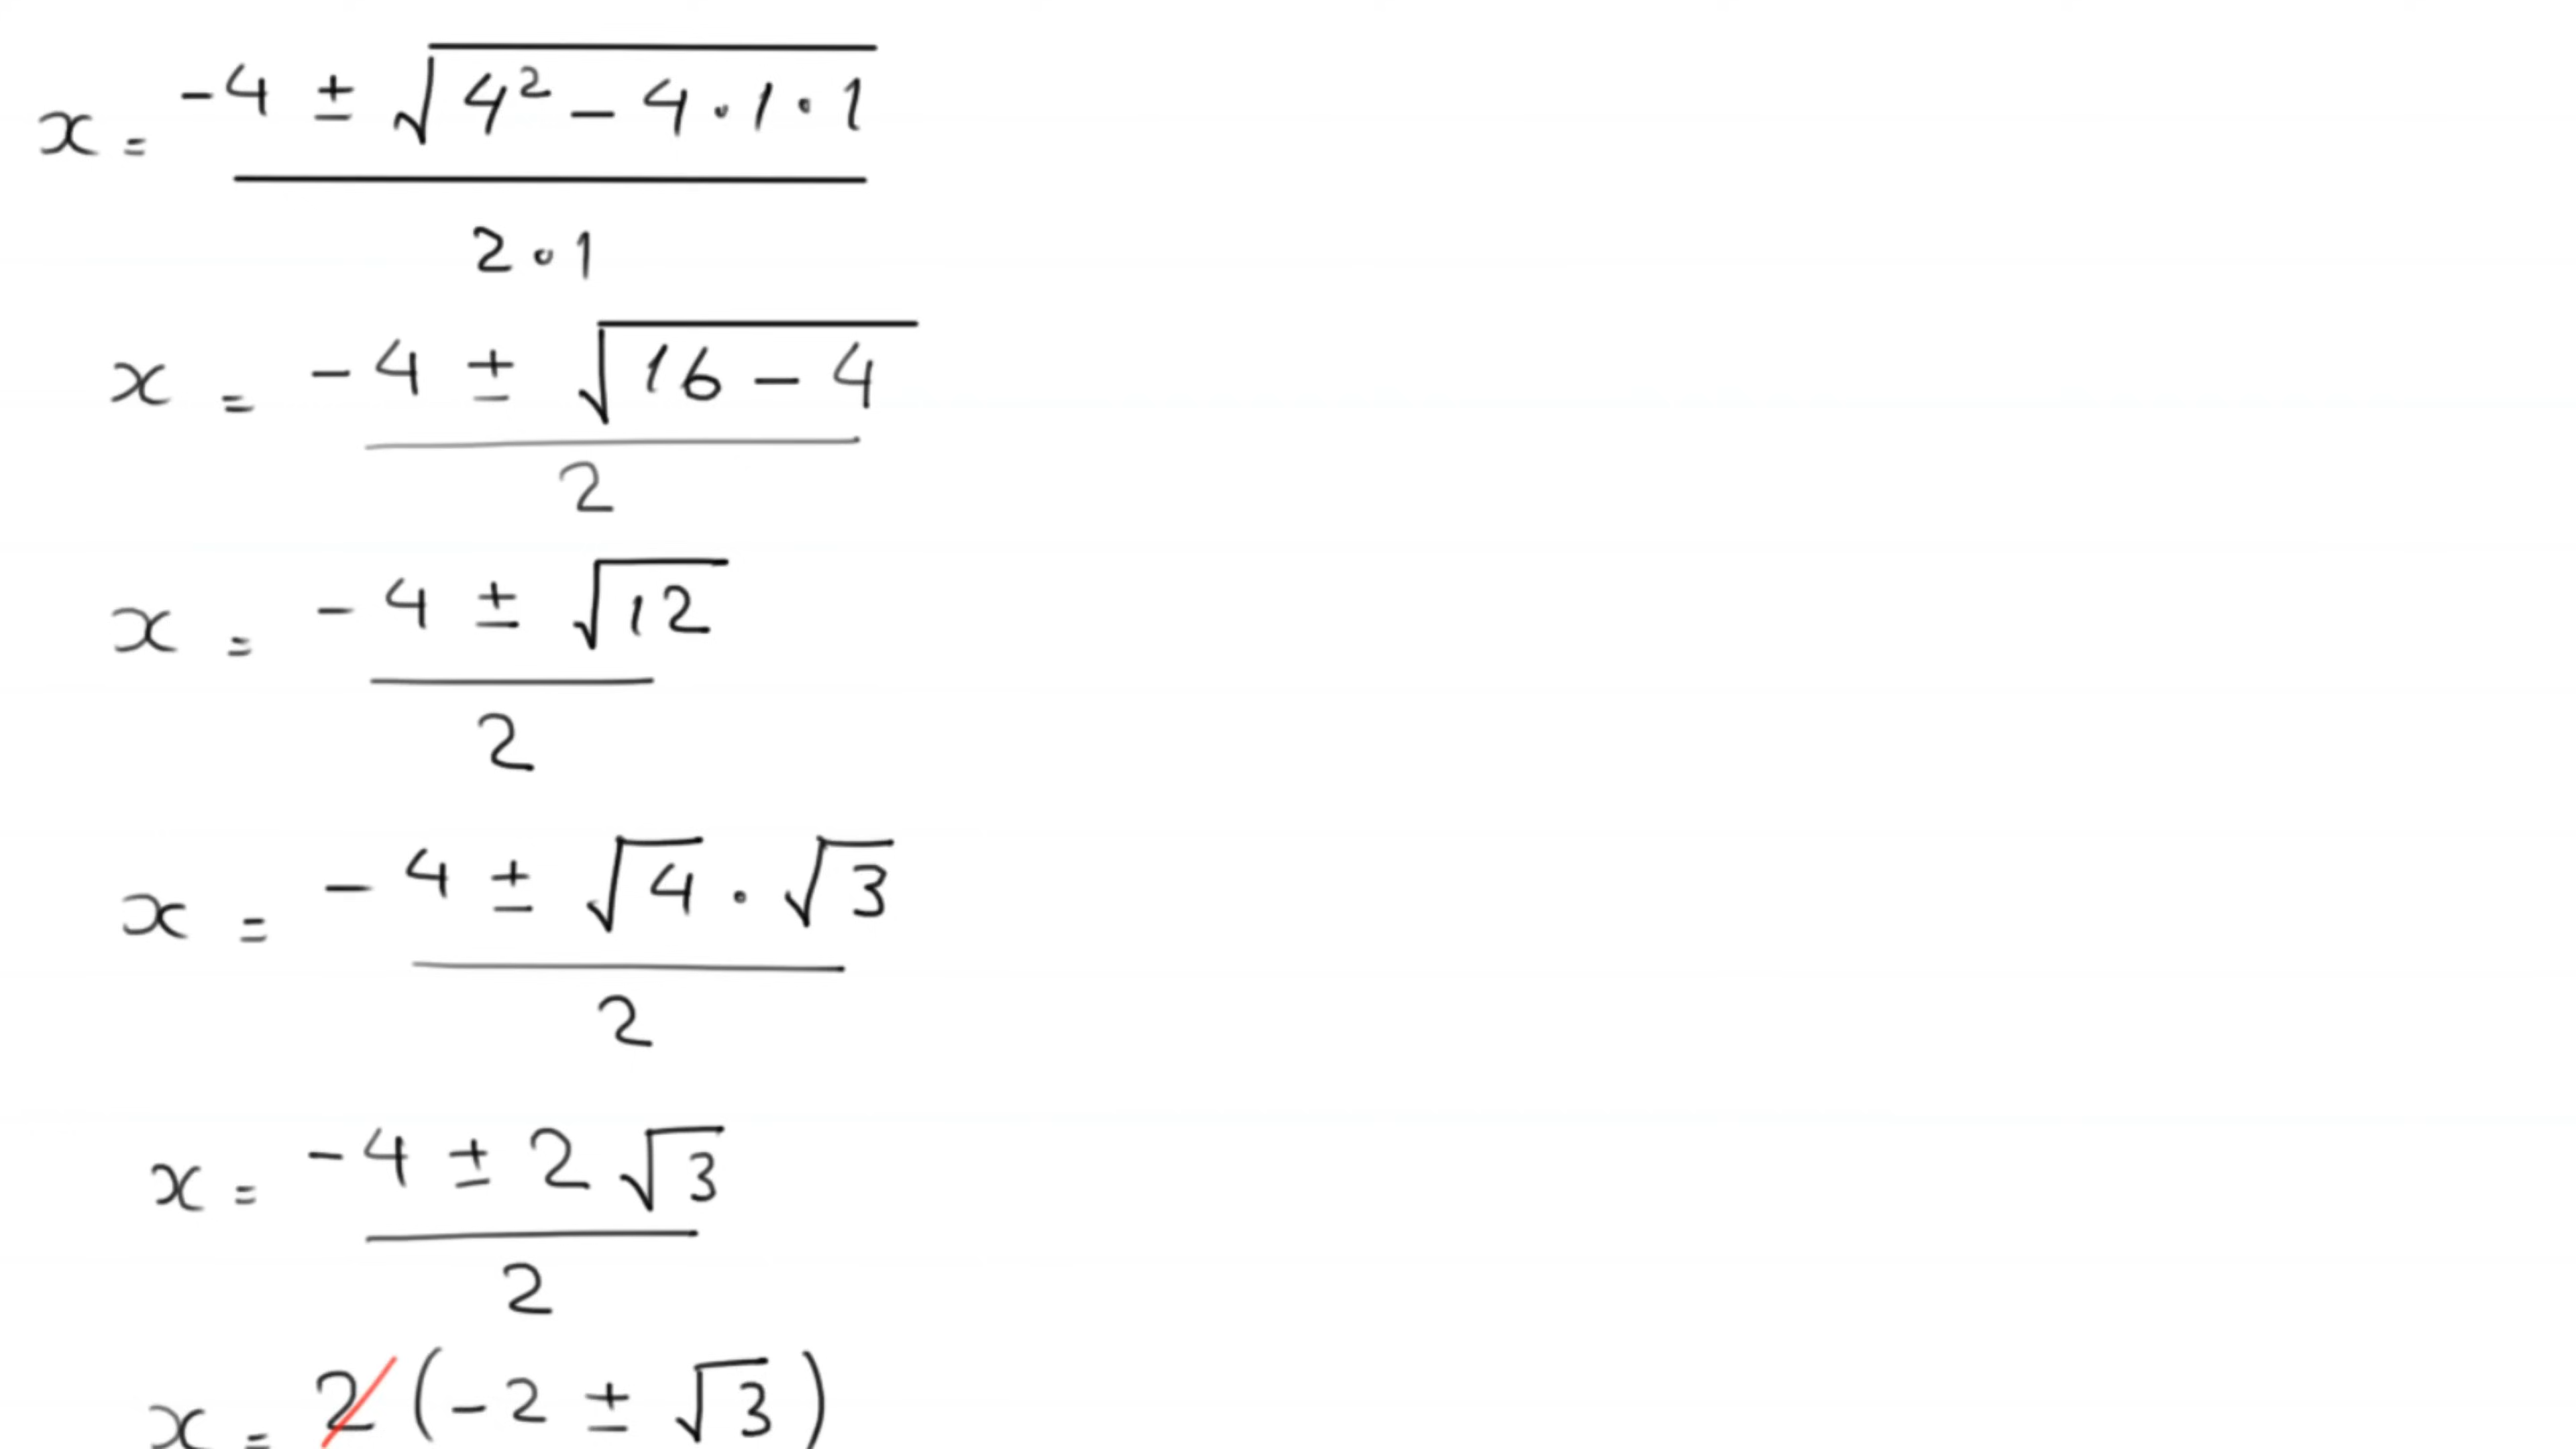 x = -4 ± √(4² - 4 · 1 · 1)
2 · 1
x = -4 ± √(16 - 4)
2
x = -4 ± √12
2
x = -4 ± √4 · √3
2
x = -4 ± 2√3
2
x = 2 (-2 ± √3)